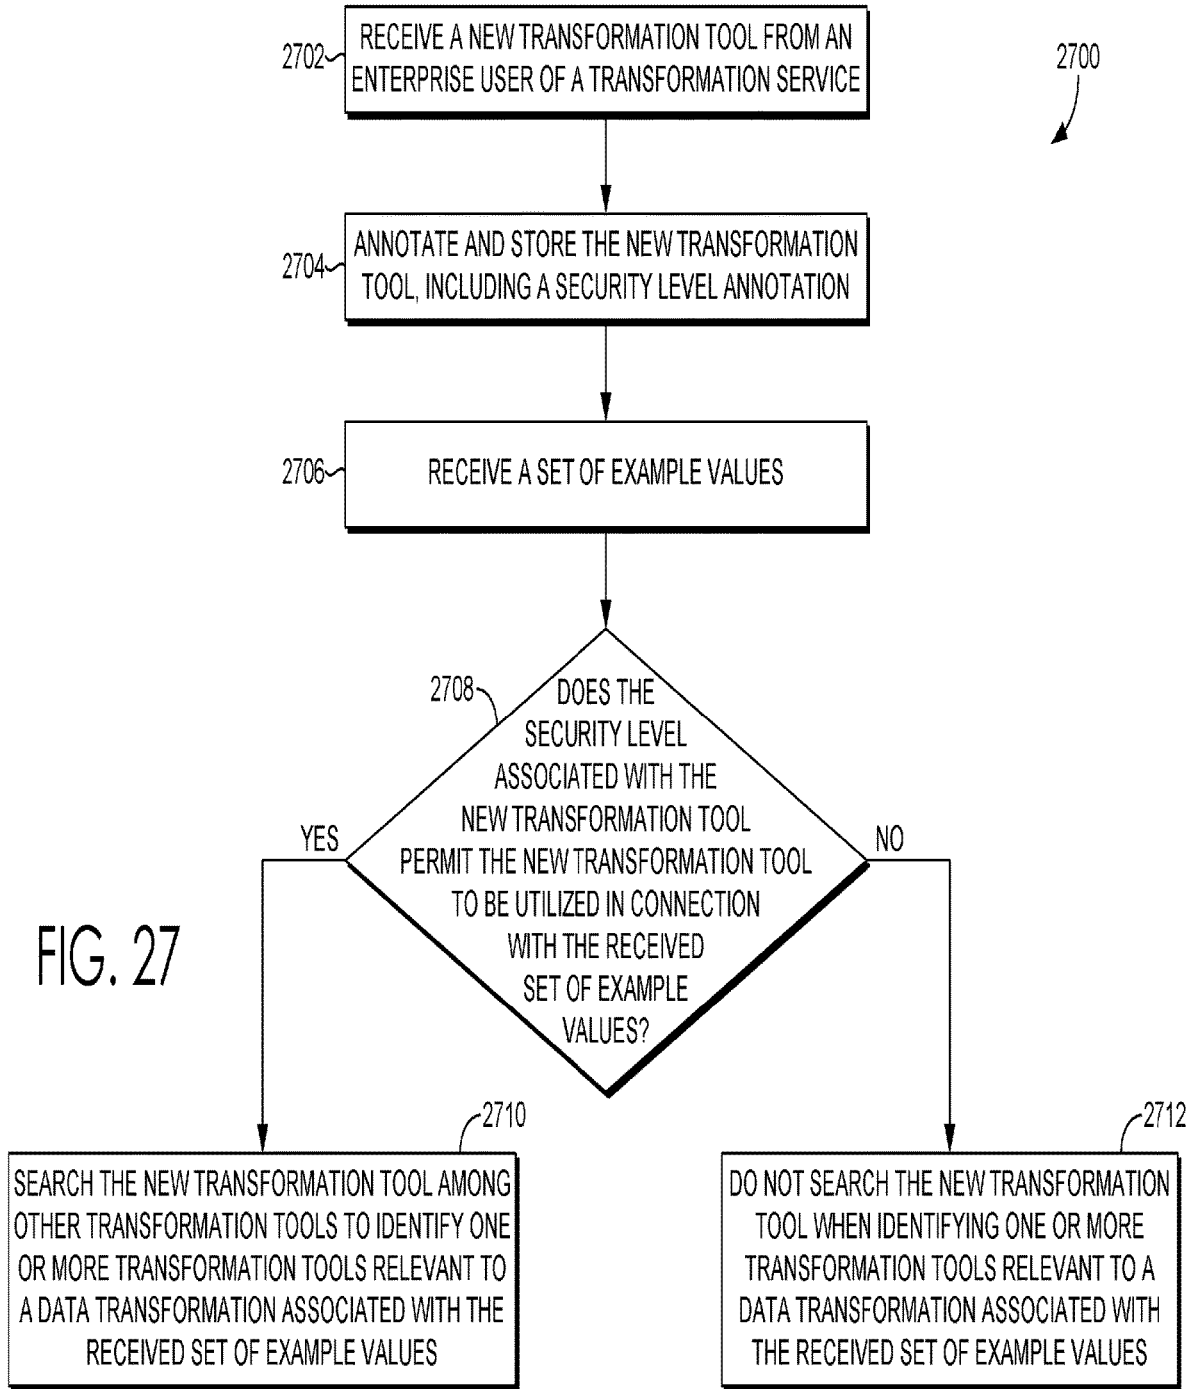 RECEIVE A NEW TRANSFORMATION TOOL FROM AN
ENTERPRISE USER OF A TRANSFORMATION SERVICE
2702
2700
ANNOTATE AND STORE THE NEW TRANSFORMATION
TOOL, INCLUDING A SECURITY LEVEL ANNOTATION
2704
RECEIVE A SET OF EXAMPLE VALUES
2706
2708
DOES THE
SECURITY LEVEL
ASSOCIATED WITH THE
NEW TRANSFORMATION TOOL
PERMIT THE NEW TRANSFORMATION TOOL
TO BE UTILIZED IN CONNECTION
WITH THE RECEIVED
SET OF EXAMPLE
VALUES?
YES
NO
FIG. 27
2710
SEARCH THE NEW TRANSFORMATION TOOL AMONG
OTHER TRANSFORMATION TOOLS TO IDENTIFY ONE
OR MORE TRANSFORMATION TOOLS RELEVANT TO
A DATA TRANSFORMATION ASSOCIATED WITH THE
RECEIVED SET OF EXAMPLE VALUES
2712
DO NOT SEARCH THE NEW TRANSFORMATION
TOOL WHEN IDENTIFYING ONE OR MORE
TRANSFORMATION TOOLS RELEVANT TO A
DATA TRANSFORMATION ASSOCIATED WITH
THE RECEIVED SET OF EXAMPLE VALUES